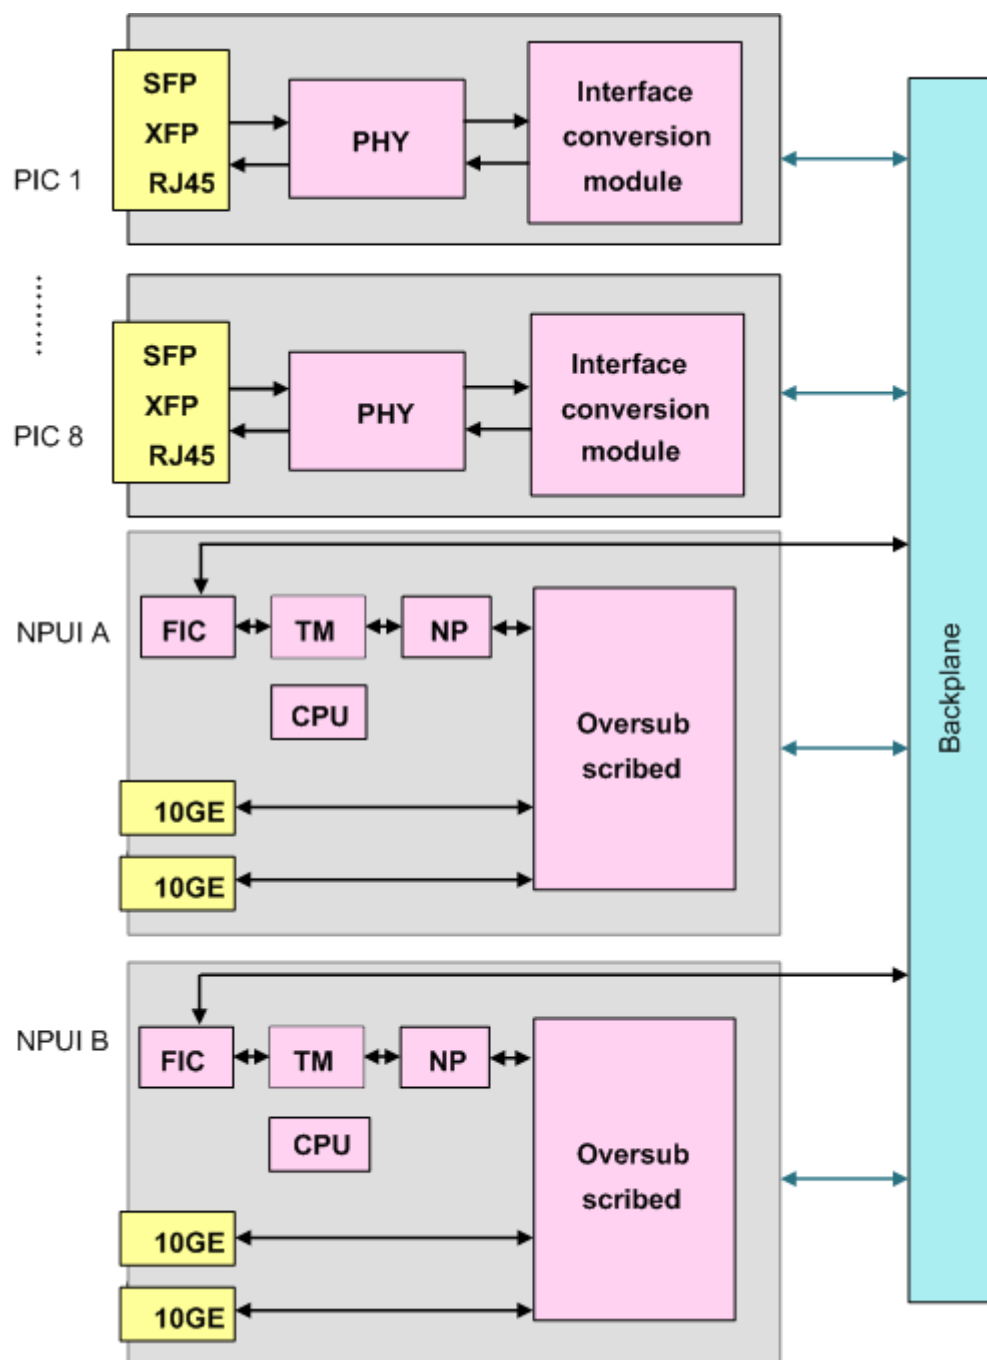 SFP
XFP
RJ45
PHY
Interface
conversion
module
PIC 1
SFP
XFP
RJ45
PHY
Interface
conversion
module
PIC 8
NPUI A
FIC
TM
NP
CPU
Oversub
scribed
10GE
10GE
NPUI B
FIC
TM
NP
CPU
Oversub
scribed
10GE
10GE
Backplane